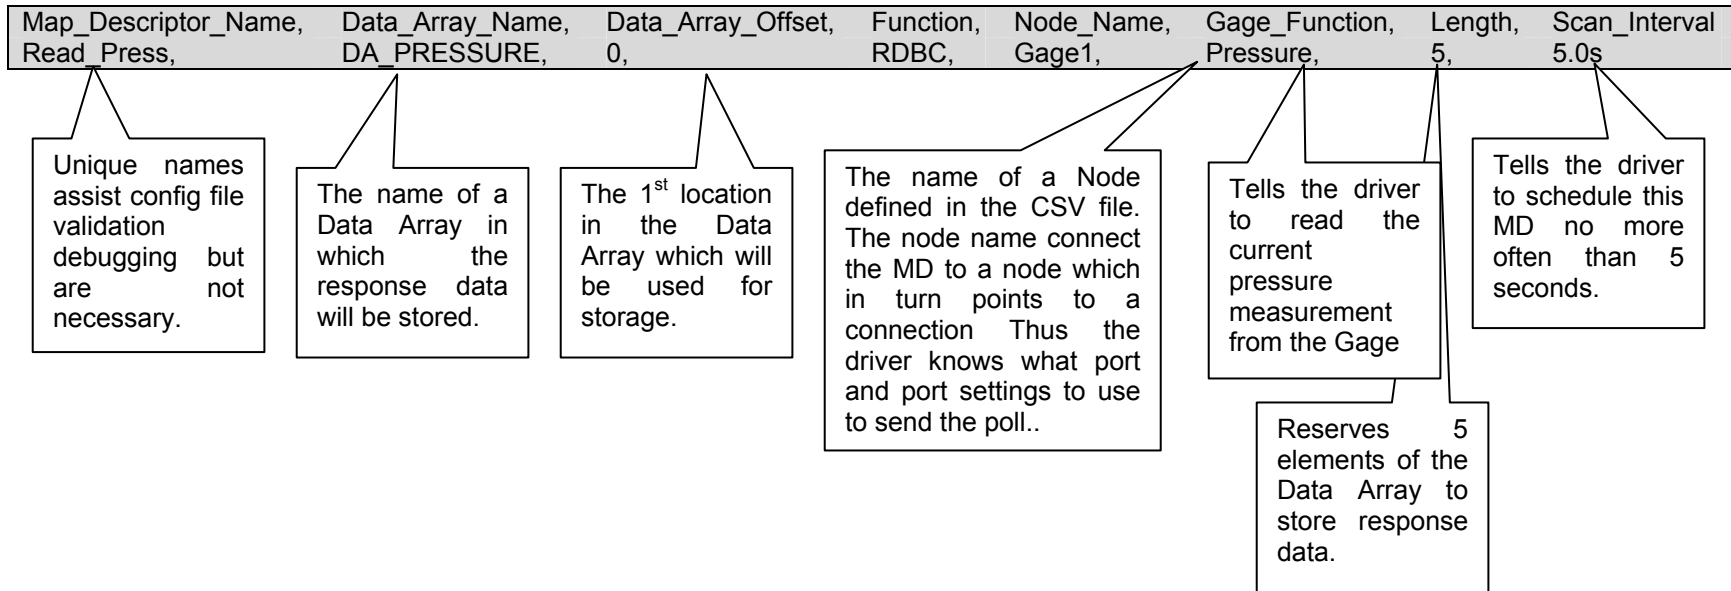 Map_Descriptor_Name, Data_Array_Name, Data_Array_Offset, Function, Node_Name, Gage_Function, Length, Scan_Interval
Read_Press, DA_PRESSURE, 0, RDBC, Gage1, Pressure, 5, 5.0s
Unique names
assist config file
validation
debugging but
are not
necessary.
The name of a
Data Array in
which the
response data
will be stored.
The 1st location
in the Data
Array which will
be used for
storage.
The name of a Node
defined in the CSV file.
The node name connect
the MD to a node which
in turn points to a
connection Thus the
driver knows what port
and port settings to use
to send the poll..
Tells the driver
to read the
current
pressure
measurement
from the Gage
Reserves 5
elements of the
Data Array to
store response
data.
Tells the driver
to schedule this
MD no more
often than 5
seconds.